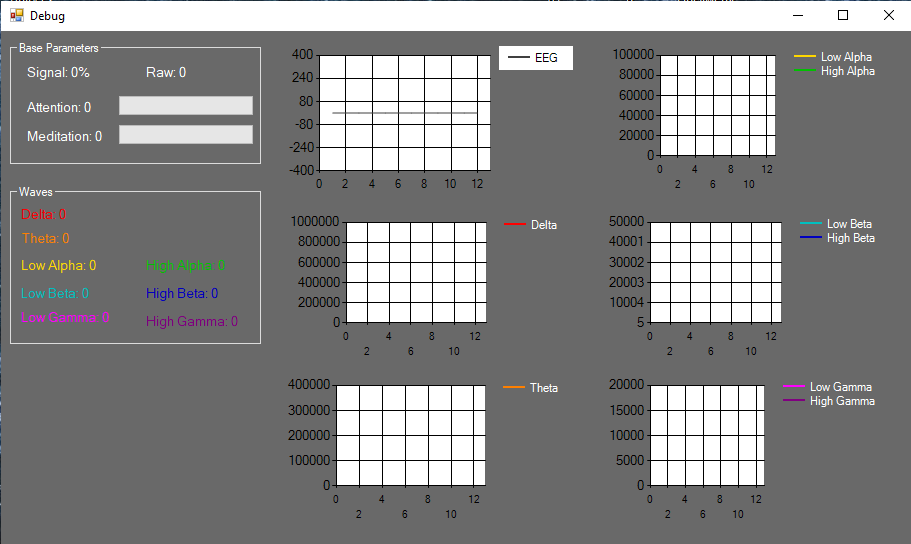 Debug
Base Parameters
Signal: 0% Raw: 0
Attention: 0
Meditation: 0
Waves
Delta: 0
Theta: 0
Low Alpha: 0 High Alpha: 0
Low Beta: 0 High Beta: 0
Low Gamma: 0 High Gamma: 0
400
240
80
-80
-240
-400
0 2 4 6 8 10 12
EEG
100000
80000
60000
40000
20000
0
0 4 8 12
2 6 10
Low Alpha
High Alpha
1000000
800000
600000
400000
200000
0
0 4 8 12
2 6 10
Delta
50000
40001
30002
20003
10004
5
0 4 8 12
2 6 10
Low Beta
High Beta
400000
300000
200000
100000
0
0 4 8 12
2 6 10
Theta
20000
15000
10000
5000
0
0 4 8 12
2 6 10
Low Gamma
High Gamma